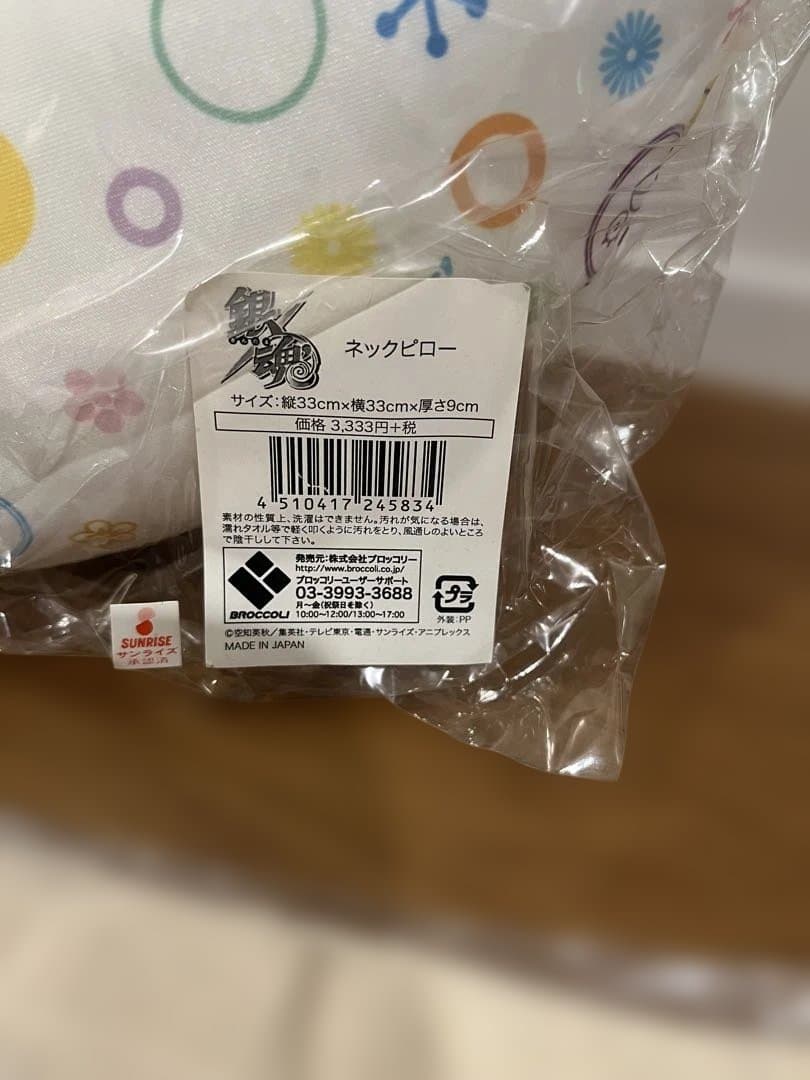 銀魂
ネックピロー
サイズ:縦33cm×横33cm×厚さ9cm
価格 3,333円+税
4 510417 245834
素材の性質上、洗濯はできません。汚れが気になる場合は、
濡れタオル等で軽く叩くように汚れをとり、風通しのよいところ
で陰干しして下さい。
BROCCOLI
発売元:株式会社ブロッコリー
http://www.broccoli.co.jp/
ブロッコリーユーザーサポート
03-3993-3688
月~金(祝祭日を除く)
10:00~12:00/13:00~17:00
プラ
外装:PP
©空知英秋/集英社・テレビ東京・電通・サンライズ・アニプレックス
MADE IN JAPAN
SUNRISE
サンライズ
承認済